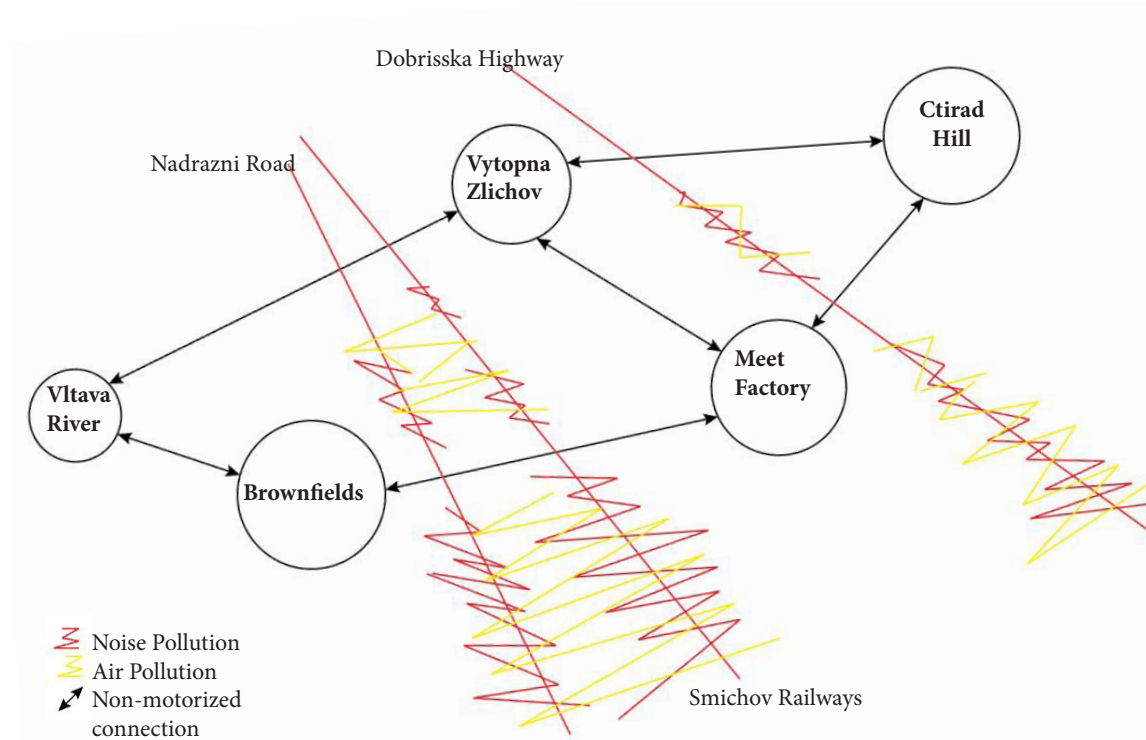 Dobrisska Highway
Ctirad
Hill
Nadrazni Road
Vytopna
Zlichov
Meet
Factory
Vltava
River
Brownfields
Noise Pollution
Air Pollution
Non-motorized
connection
Smichov Railways